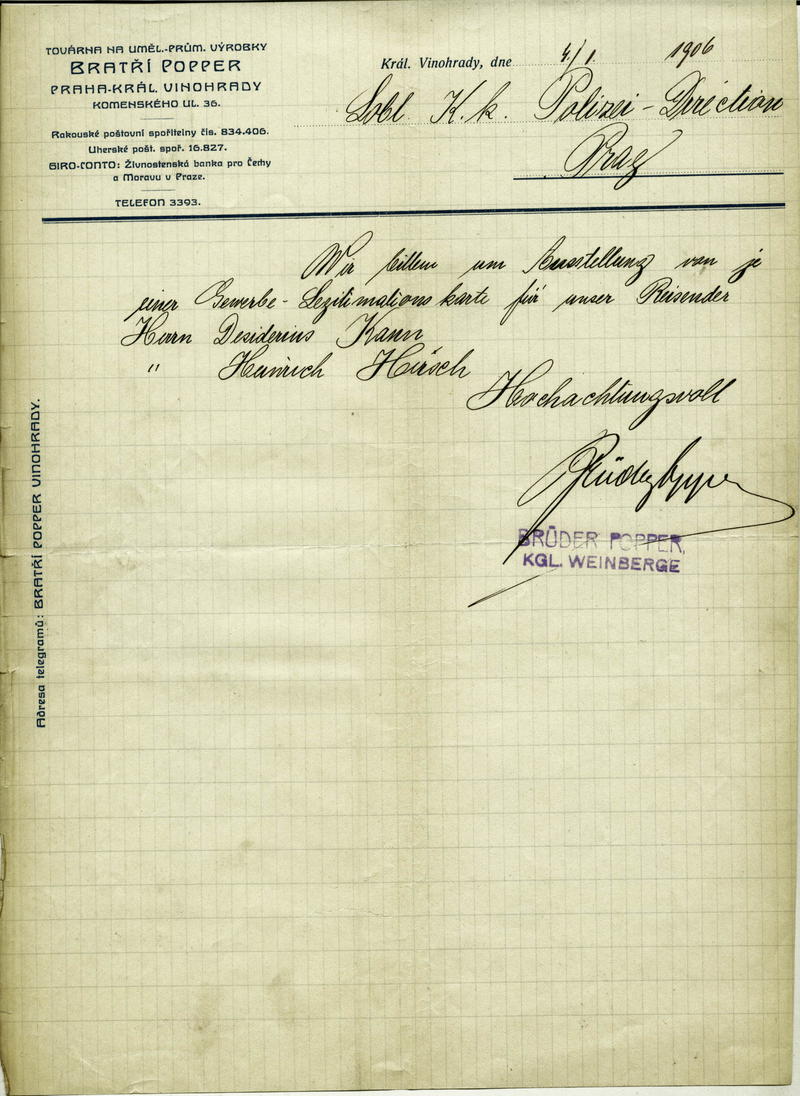 TOVÁRNA NA UMĚL.-PRŮM. VÝROBKY
BRATŘÍ POPPER
PRAHA-KRÁL. VINOHRADY
KOMENSKÉHO UL. 36.
Rakouské poštovní spořitelny čís. 834.406.
Uherské pošt. spoř. 16.827.
GIRO-CONTO: Živnostenská banka pro Čechy
a Moravu v Praze.
TELEFON 3393.
Král. Vinohrady, dne 4/1. 1906
Löbl. K. k. Polizei-Direction
Prag
Wir bitten um Ausstellung von je
einer Gewerbe-Legitimationskarte für unser Reisender
Herrn Desiderius Kann,
" Heinrich Hirsch
Hochachtungsvoll
Brüder Popper
BRÜDER POPPER,
KGL. WEINBERGE
Adresa telegramů: BRATŘÍ POPPER VINOHRADY.